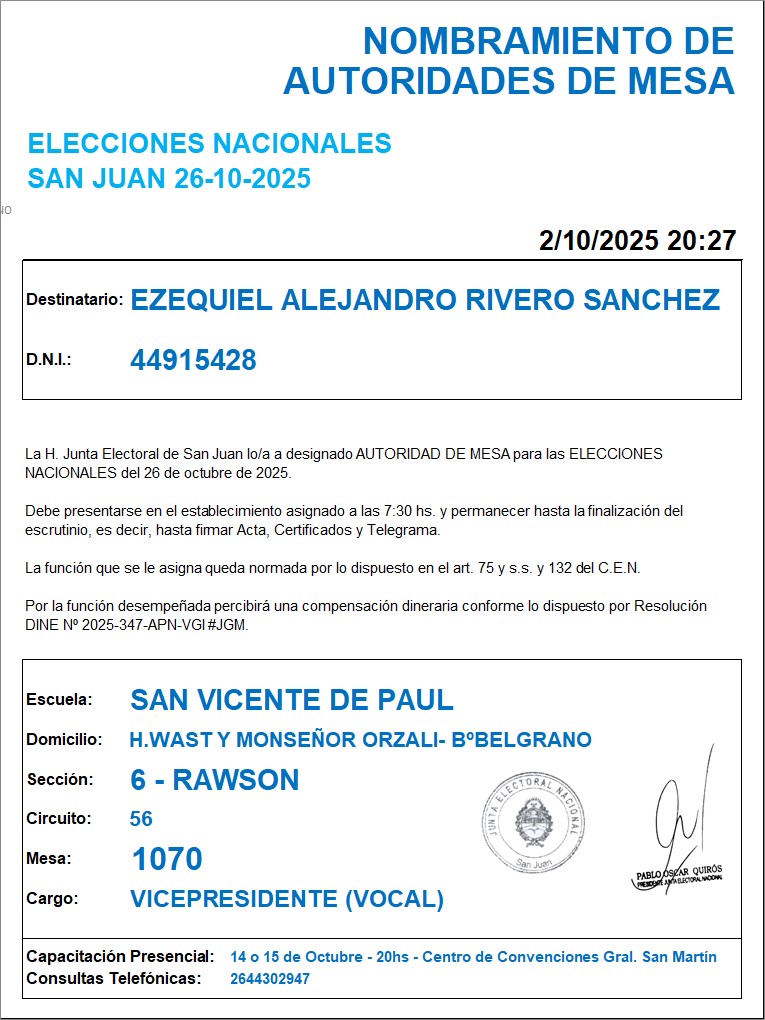 NOMBRAMIENTO DE
AUTORIDADES DE MESA
ELECCIONES NACIONALES
SAN JUAN 26-10-2025
NO
2/10/2025 20:27
Destinatario: EZEQUIEL ALEJANDRO RIVERO SANCHEZ
D.N.I.: 44915428
La H. Junta Electoral de San Juan lo/a a designado AUTORIDAD DE MESA para las ELECCIONES
NACIONALES del 26 de octubre de 2025.
Debe presentarse en el establecimiento asignado a las 7:30 hs. y permanecer hasta la finalización del
escrutinio, es decir, hasta firmar Acta, Certificados y Telegrama.
La función que se le asigna queda normada por lo dispuesto en el art. 75 y s.s. y 132 del C.E.N.
Por la función desempeñada percibirá una compensación dineraria conforme lo dispuesto por Resolución
DINE Nº 2025-347-APN-VGI#JGM.
Escuela: SAN VICENTE DE PAUL
Domicilio: H.WAST Y MONSEÑOR ORZALI- BºBELGRANO
Sección: 6 - RAWSON
Circuito: 56
Mesa: 1070
Cargo: VICEPRESIDENTE (VOCAL)
JUNTA ELECTORAL NACIONAL
San Juan
PABLO OSCAR QUIRÓS
PRESIDENTE JUNTA ELECTORAL NACIONAL
Capacitación Presencial: 14 o 15 de Octubre - 20hs - Centro de Convenciones Gral. San Martín
Consultas Telefónicas: 2644302947